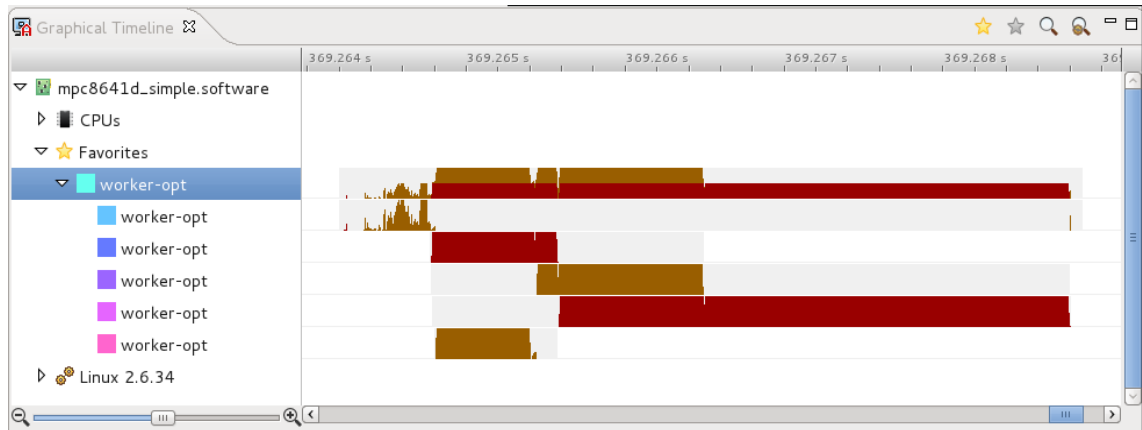 Graphical Timeline
369.264 s 369.265 s 369.266 s 369.267 s 369.268 s 369
mpc8641d_simple.software
CPUs
Favorites
worker-opt
worker-opt
worker-opt
worker-opt
worker-opt
worker-opt
Linux 2.6.34